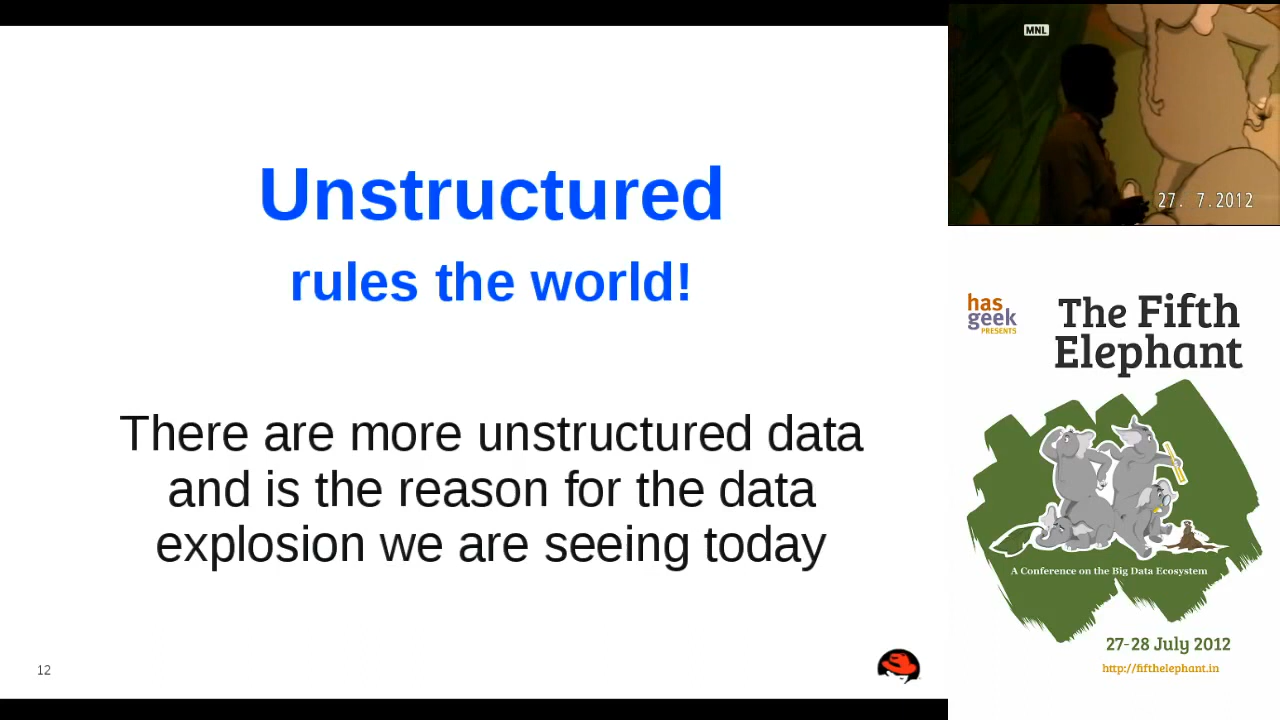 Unstructured
rules the world!
There are more unstructured data
and is the reason for the data
explosion we are seeing today
12
MNL
27. 7.2012
has
geek
PRESENTS
The Fifth
Elephant
A Conference on the Big Data Ecosystem
27-28 July 2012
http://fifthelephant.in